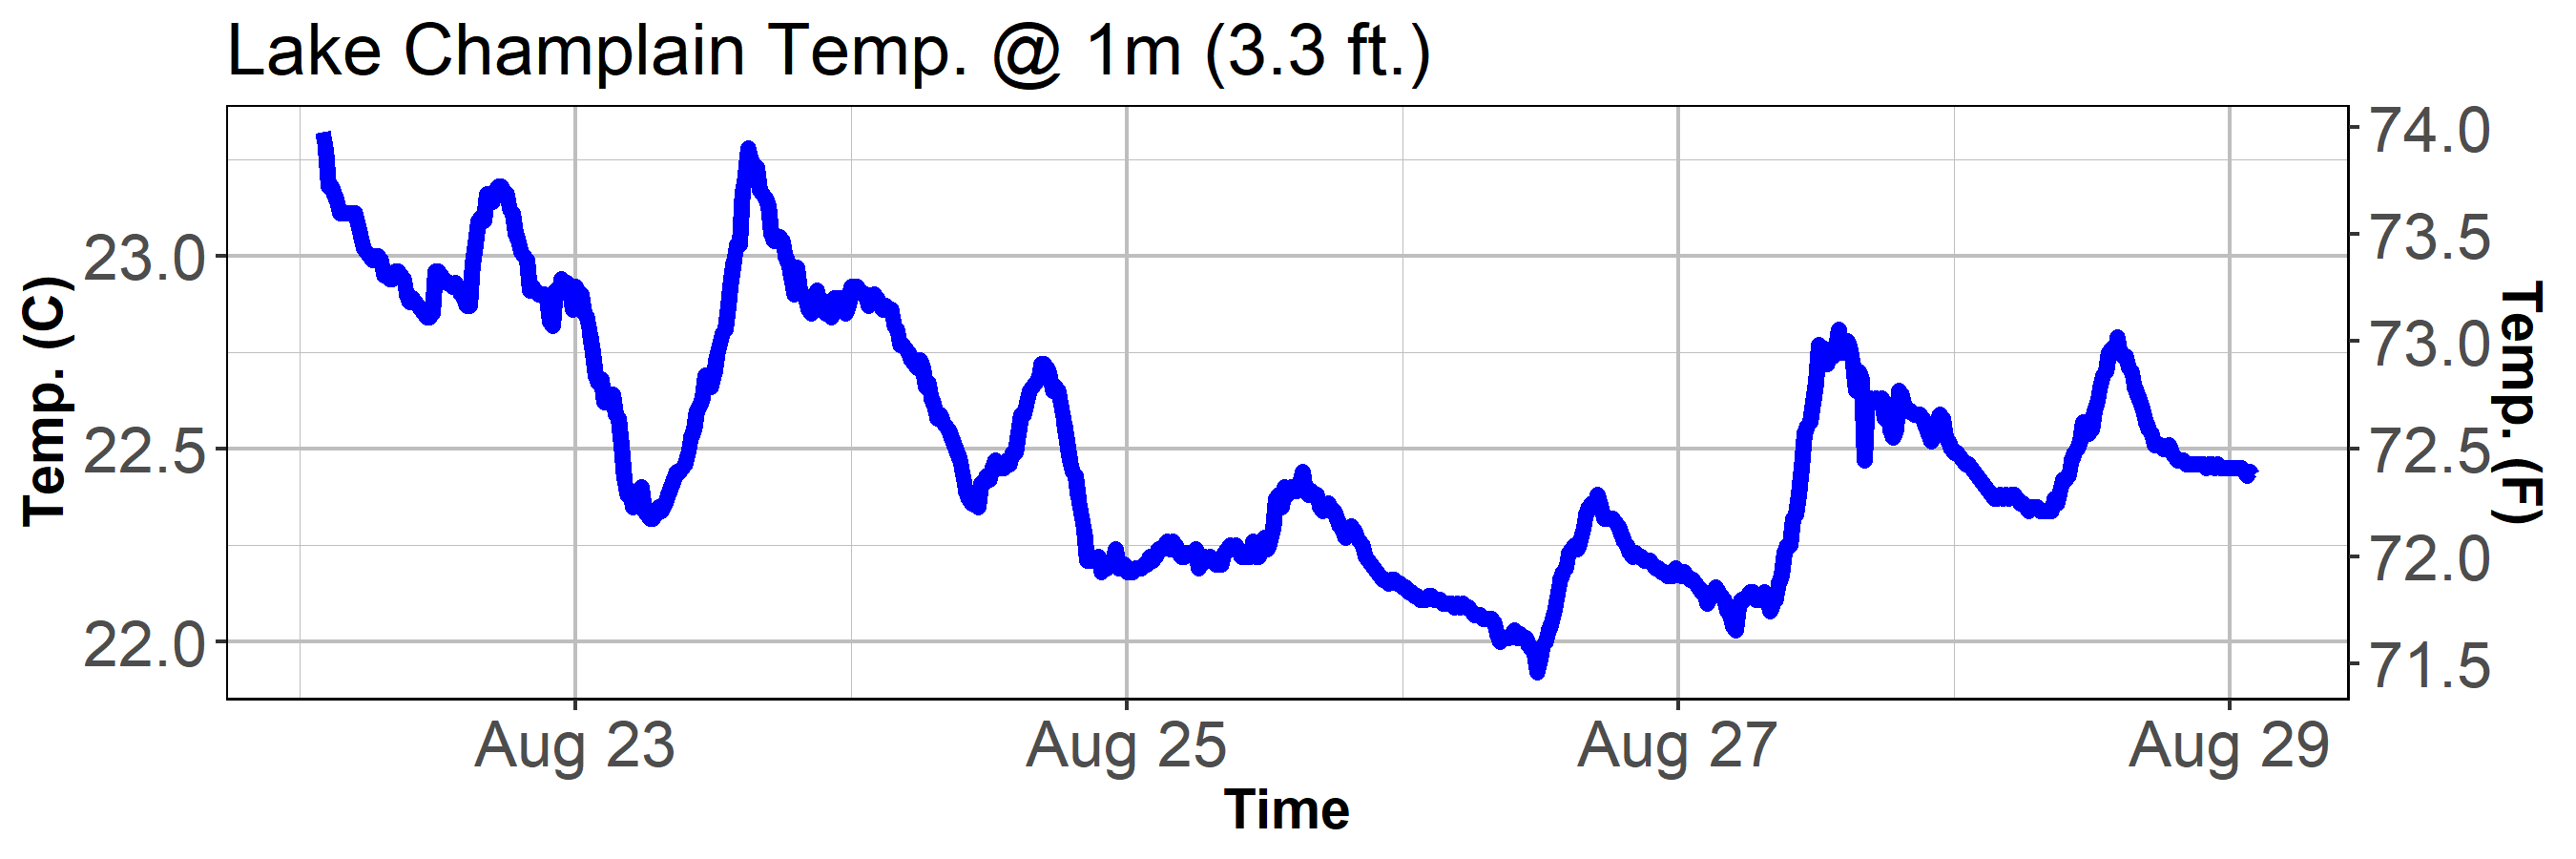 Lake Champlain Temp. @ 1m (3.3 ft.)
Temp. (C)
23.0
22.5
22.0
74.0
73.5
73.0
72.5
72.0
71.5
Temp. (F)
Aug 23 Aug 25 Aug 27 Aug 29
Time